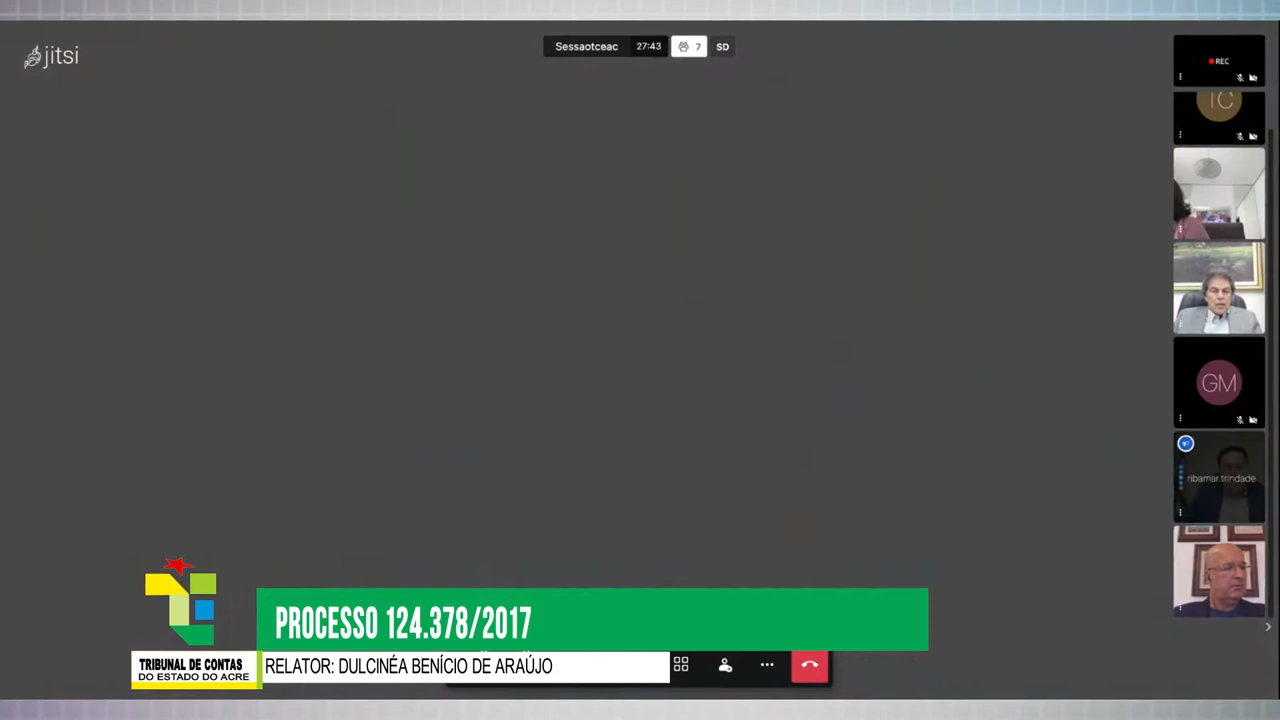 jitsi
Sessaotceac 27:43 7 SD
REC
TC
GM
ribamar.trindade
PROCESSO 124.378/2017
TRIBUNAL DE CONTAS
DO ESTADO DO ACRE
RELATOR: DULCINÉA BENÍCIO DE ARAÚJO